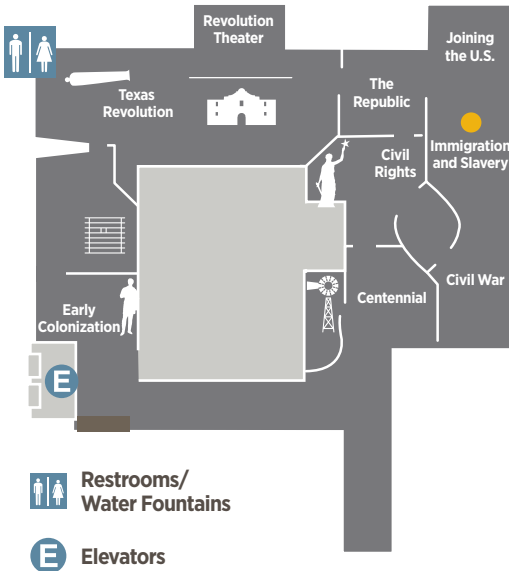 Revolution
Theater
Joining
the U.S.
Texas
Revolution
The
Republic
Immigration
and Slavery
Civil
Rights
Early
Colonization
Centennial
Civil War
E
Restrooms/
Water Fountains
E
Elevators